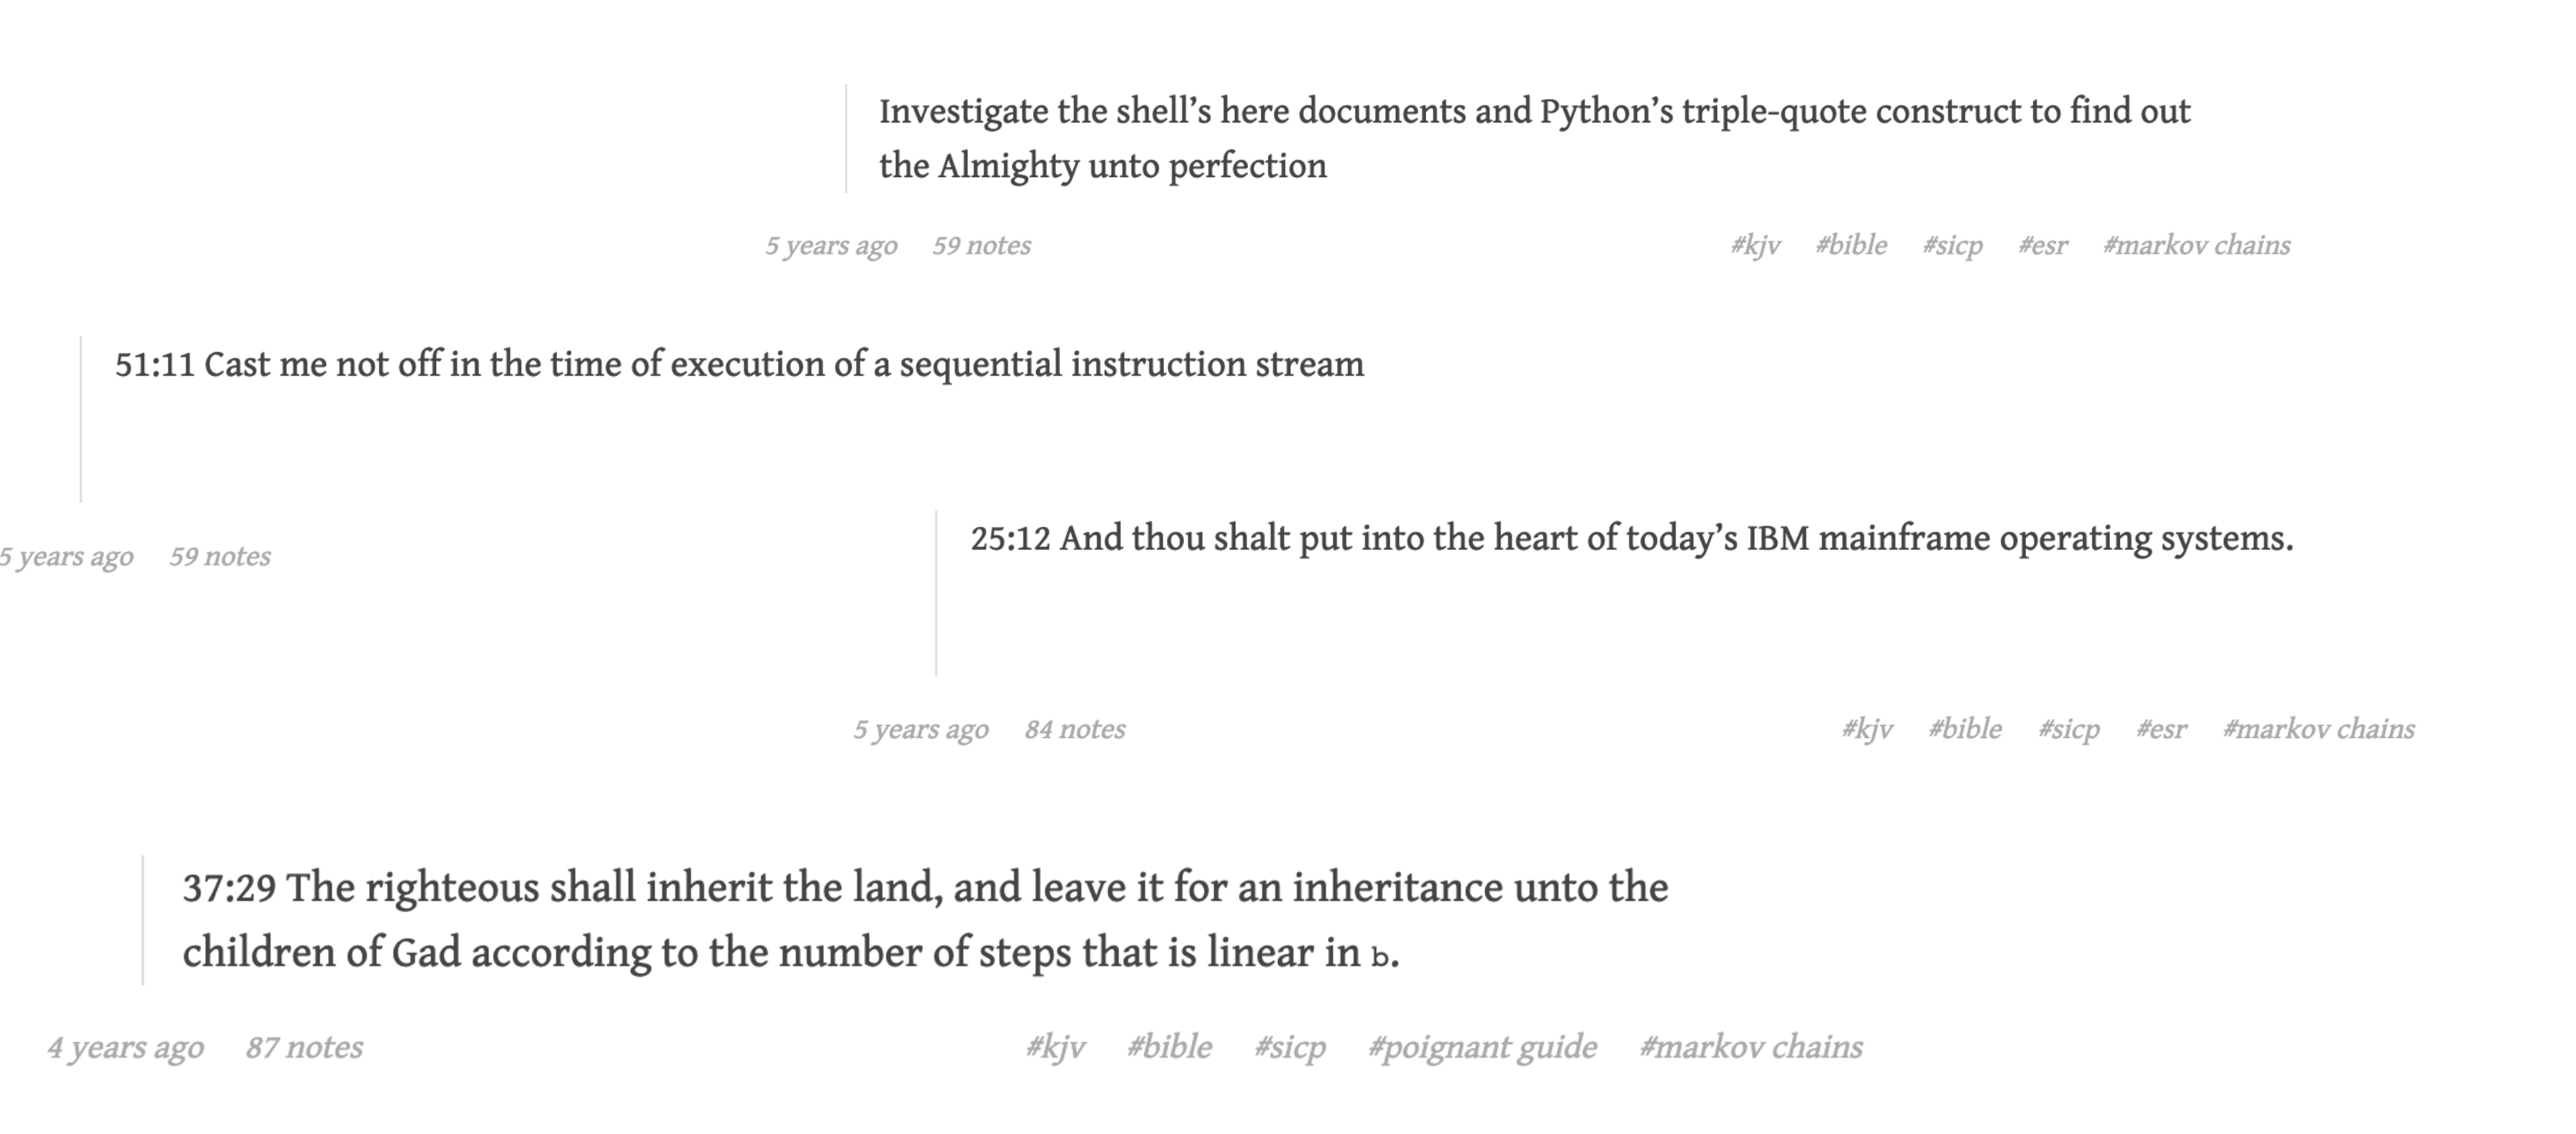 Investigate the shell’s here documents and Python’s triple-quote construct to find out
the Almighty unto perfection
5 years ago 59 notes #kjv #bible #sicp #esr #markov chains
51:11 Cast me not off in the time of execution of a sequential instruction stream
5 years ago 59 notes
25:12 And thou shalt put into the heart of today’s IBM mainframe operating systems.
5 years ago 84 notes #kjv #bible #sicp #esr #markov chains
37:29 The righteous shall inherit the land, and leave it for an inheritance unto the
children of Gad according to the number of steps that is linear in b.
4 years ago 87 notes #kjv #bible #sicp #poignant guide #markov chains